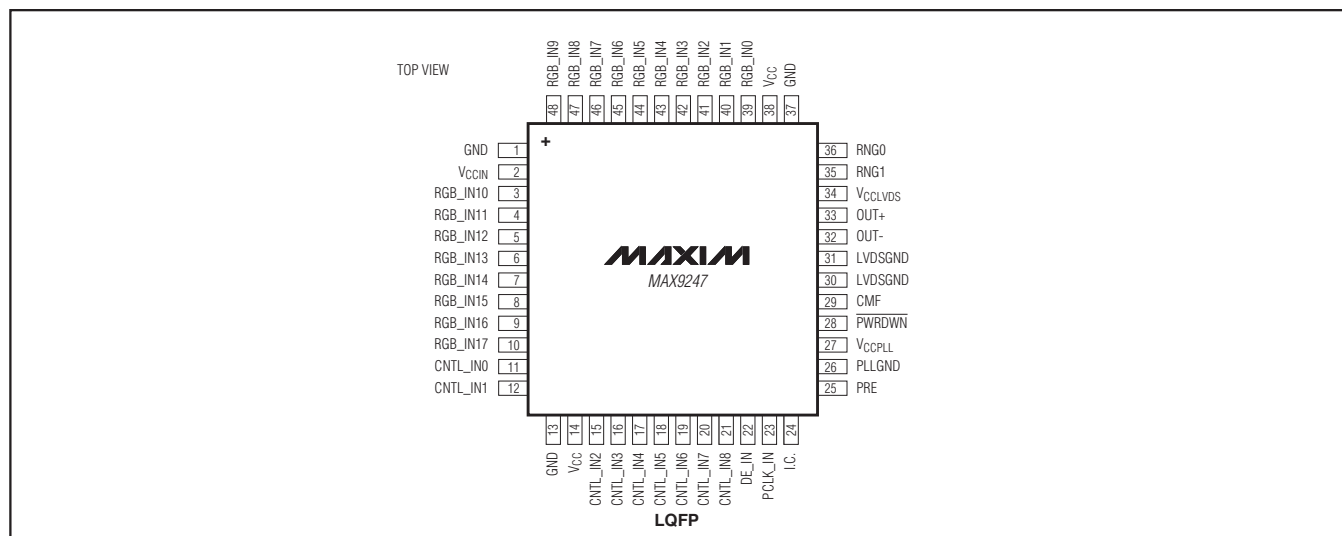 TOP VIEW
RGB_IN9
RGB_IN8
RGB_IN7
RGB_IN6
RGB_IN5
RGB_IN4
RGB_IN3
RGB_IN2
RGB_IN1
RGB_IN0
VCC
GND
48
47
46
45
44
43
42
41
40
39
38
37
+
GND 1
VCCIN 2
RGB_IN10 3
RGB_IN11 4
RGB_IN12 5
RGB_IN13 6
RGB_IN14 7
RGB_IN15 8
RGB_IN16 9
RGB_IN17 10
CNTL_IN0 11
CNTL_IN1 12
MAXIM
MAX9247
36 RNG0
35 RNG1
34 VCCLVDS
33 OUT+
32 OUT-
31 LVDSGND
30 LVDSGND
29 CMF
28 PWRDWN
27 VCCPLL
26 PLLGND
25 PRE
13
14
15
16
17
18
19
20
21
22
23
24
GND
VCC
CNTL_IN2
CNTL_IN3
CNTL_IN4
CNTL_IN5
CNTL_IN6
CNTL_IN7
CNTL_IN8
DE_IN
PCLK_IN
I.C.
LQFP